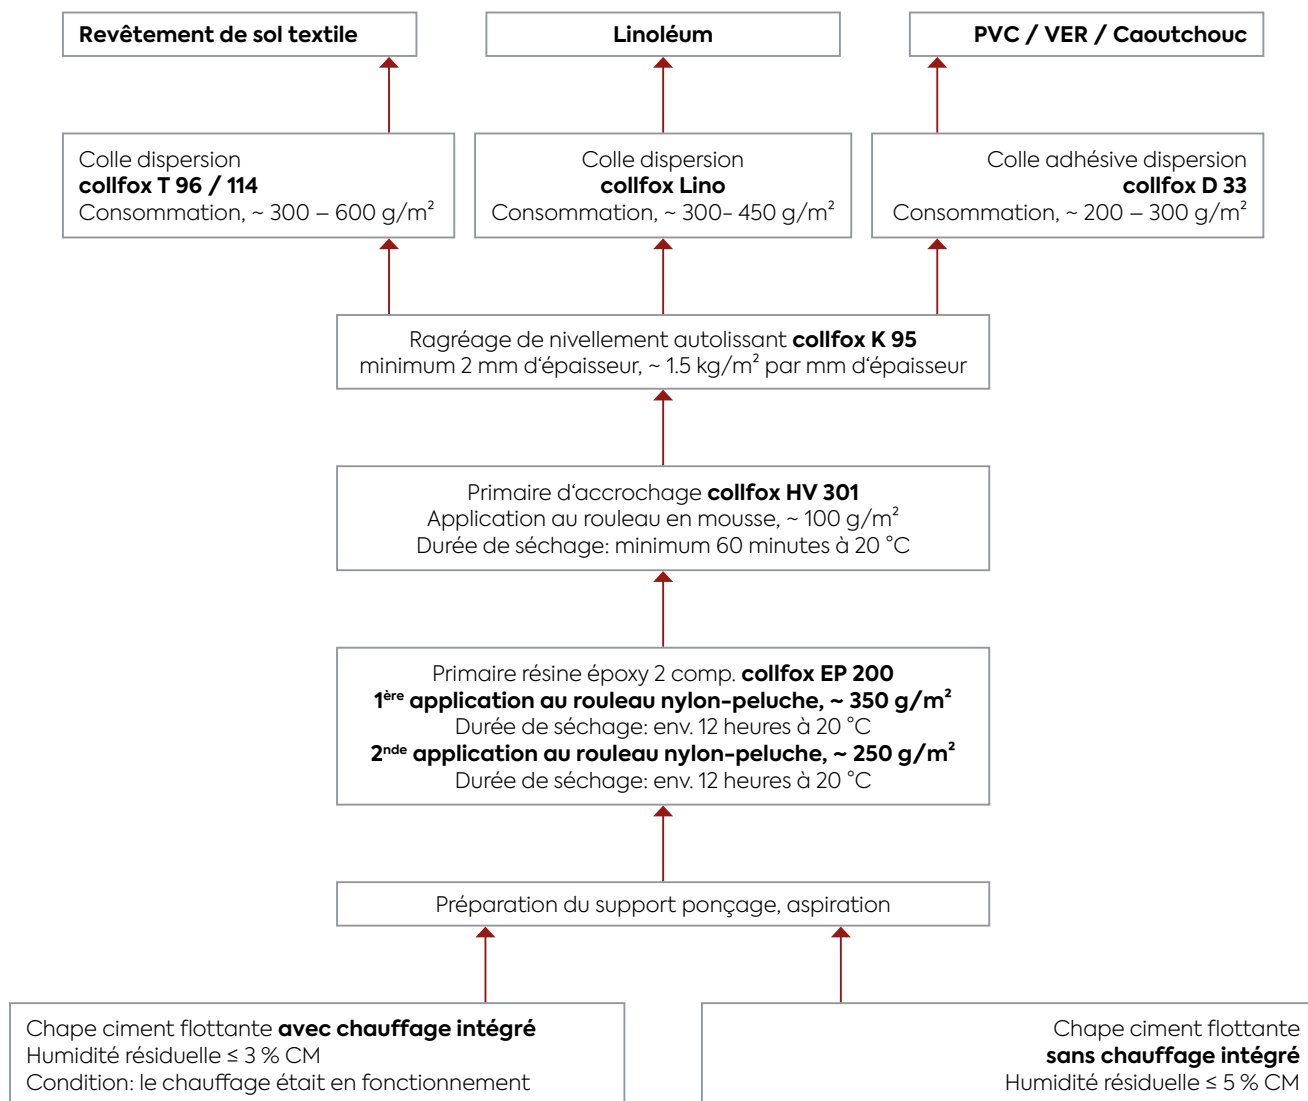 Revêtement de sol textile
Linoléum
PVC / VER / Caoutchouc
Colle dispersion
collfox T 96 / 114
Consommation, ~ 300 – 600 g/m²
Colle dispersion
collfox Lino
Consommation, ~ 300- 450 g/m²
Colle adhésive dispersion
collfox D 33
Consommation, ~ 200 – 300 g/m²
Ragréage de nivellement autolissant collfox K 95
minimum 2 mm d‘épaisseur, ~ 1.5 kg/m² par mm d‘épaisseur
Primaire d‘accrochage collfox HV 301
Application au rouleau en mousse, ~ 100 g/m²
Durée de séchage: minimum 60 minutes à 20 °C
Primaire résine époxy 2 comp. collfox EP 200
1ère application au rouleau nylon-peluche, ~ 350 g/m²
Durée de séchage: env. 12 heures à 20 °C
2nde application au rouleau nylon-peluche, ~ 250 g/m²
Durée de séchage: env. 12 heures à 20 °C
Préparation du support ponçage, aspiration
Chape ciment flottante avec chauffage intégré
Humidité résiduelle ≤ 3 % CM
Condition: le chauffage était en fonctionnement
Chape ciment flottante
sans chauffage intégré
Humidité résiduelle ≤ 5 % CM